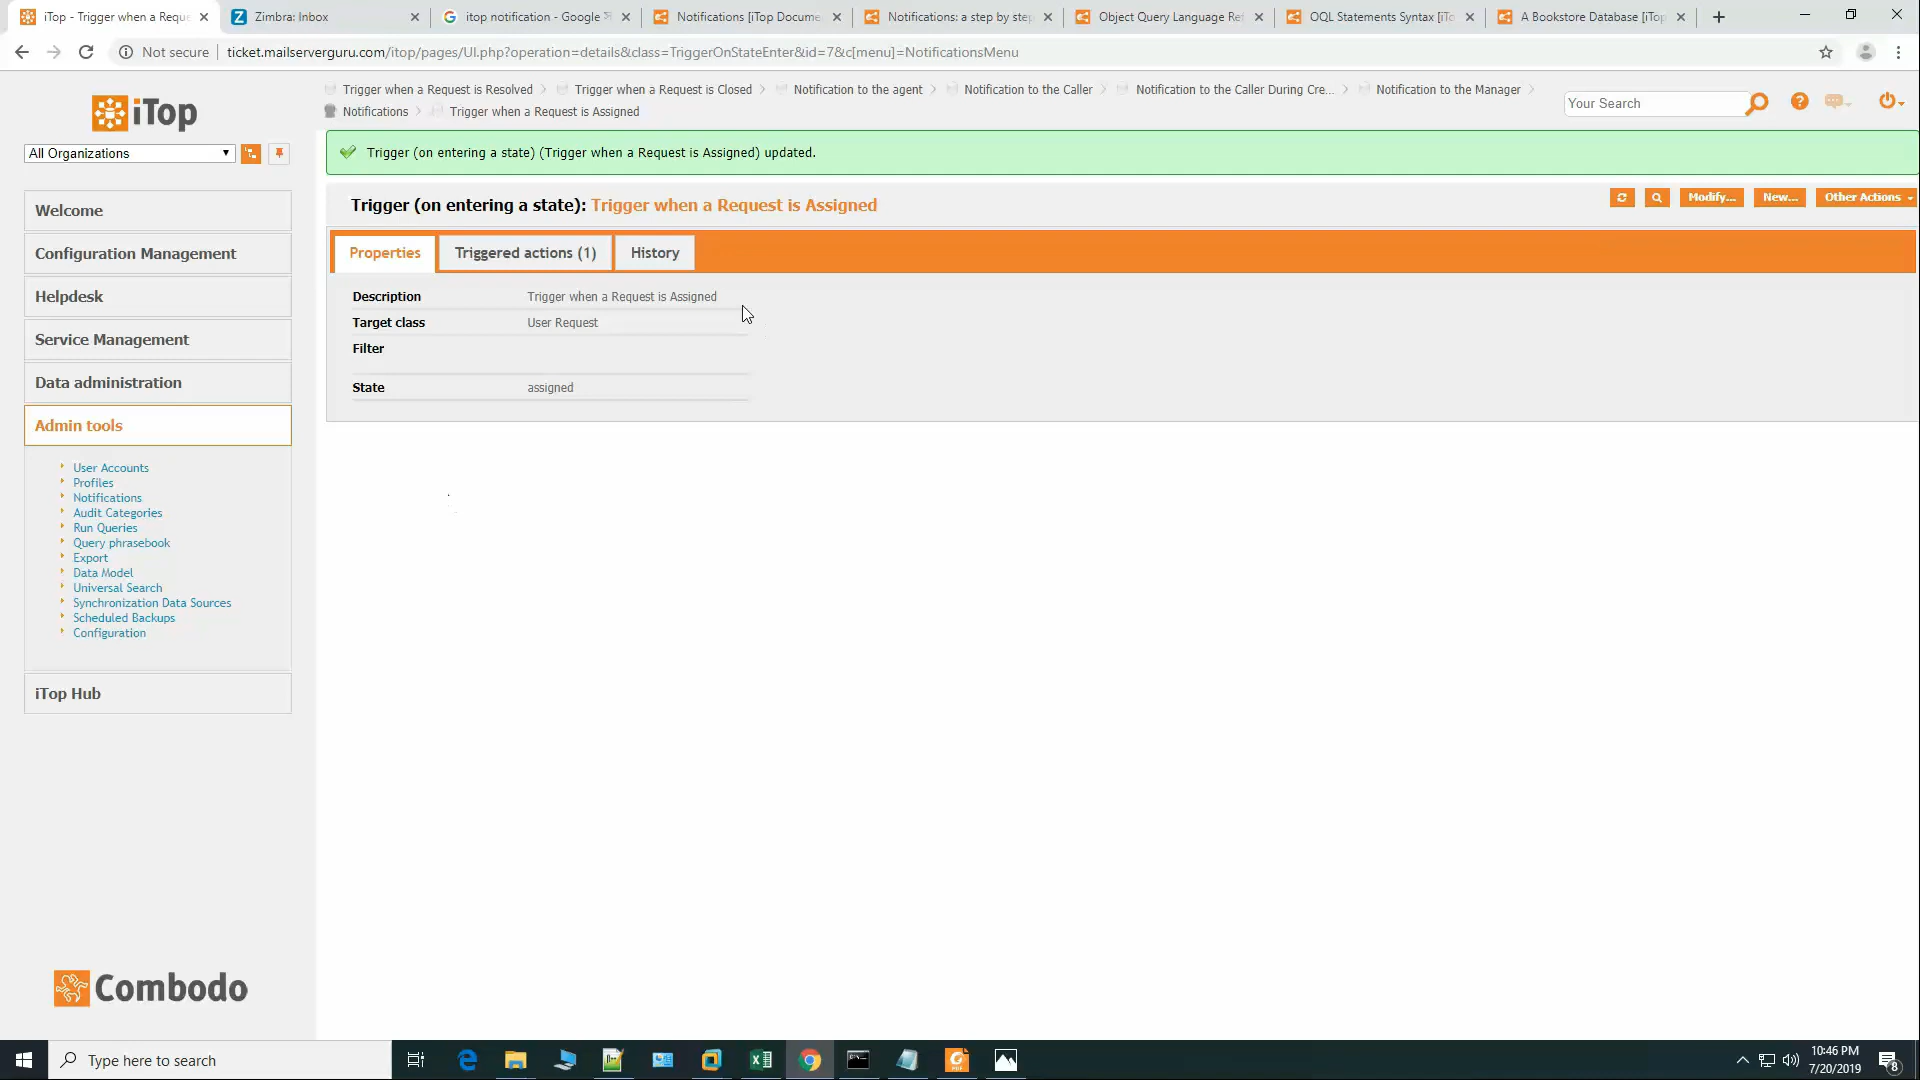 iTop - Trigger when a Reque
Zimbra: Inbox
itop notification - Google
Notifications [iTop Docume
Notifications: a step by step
Object Query Language Re
OQL Statements Syntax [iTo
A Bookstore Database [iTop
Not secure
ticket.mailserverguru.com/itop/pages/UI.php?operation=details&class=TriggerOnStateEnter&id=7&c[menu]=NotificationsMenu
iTop
Trigger when a Request is Resolved
Trigger when a Request is Closed
Notification to the agent
Notification to the Caller
Notification to the Caller During Cre...
Notification to the Manager
Notifications
Trigger when a Request is Assigned
Your Search
All Organizations
Trigger (on entering a state) (Trigger when a Request is Assigned) updated.
Trigger (on entering a state): Trigger when a Request is Assigned
Modify...
New...
Other Actions
Properties
Triggered actions (1)
History
Description Trigger when a Request is Assigned
Target class User Request
Filter
State assigned
Welcome
Configuration Management
Helpdesk
Service Management
Data administration
Admin tools
User Accounts
Profiles
Notifications
Audit Categories
Run Queries
Query phrasebook
Export
Data Model
Universal Search
Synchronization Data Sources
Scheduled Backups
Configuration
iTop Hub
Combodo
Type here to search
10:46 PM
7/20/2019
8